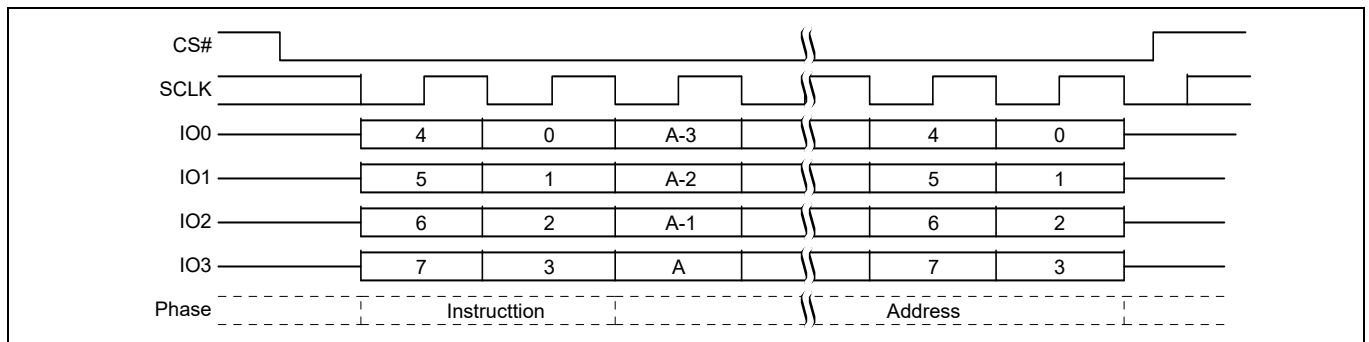 CS#
SCLK
IO0 4 0 A-3 4 0
IO1 5 1 A-2 5 1
IO2 6 2 A-1 6 2
IO3 7 3 A 7 3
Phase Instructtion Address